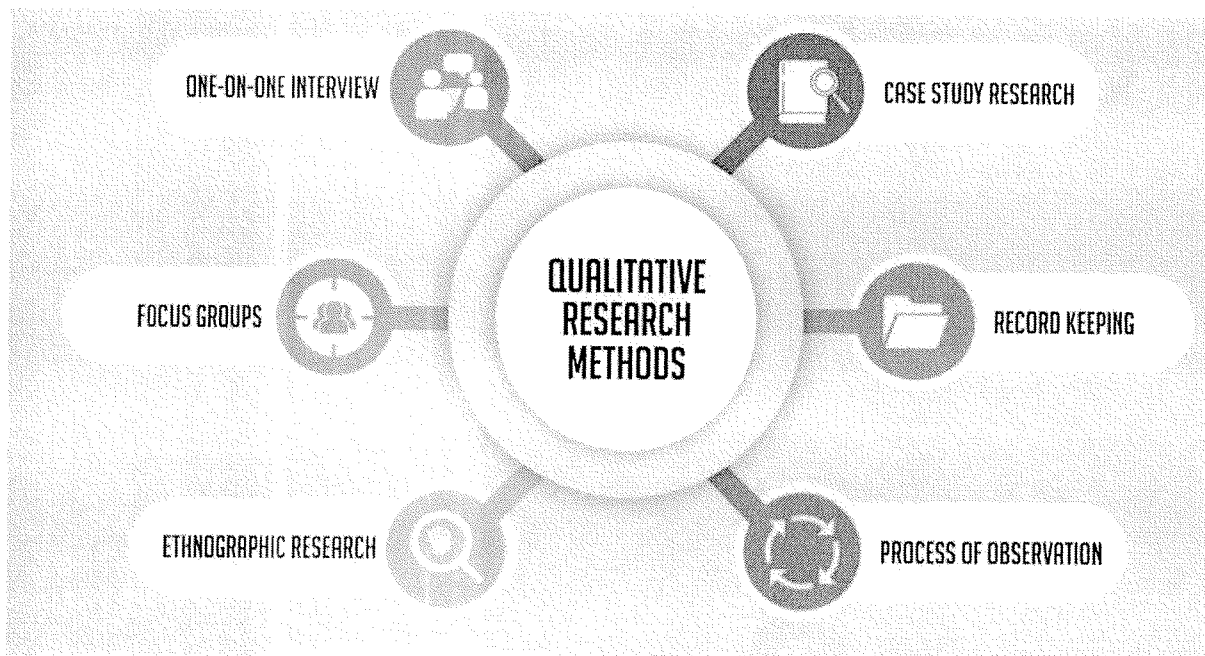 ONE-ON-ONE INTERVIEW
CASE STUDY RESEARCH
FOCUS GROUPS
QUALITATIVE
RESEARCH
METHODS
RECORD KEEPING
ETHNOGRAPHIC RESEARCH
PROCESS OF OBSERVATION